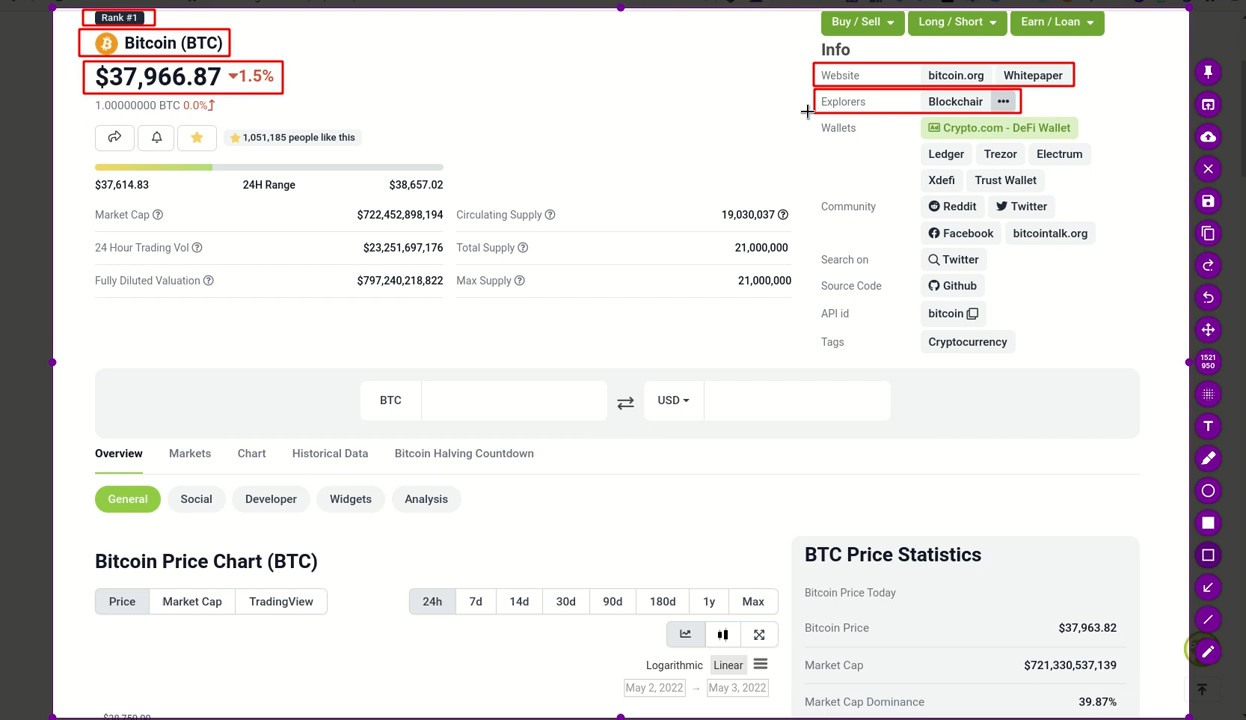 Rank #1
Bitcoin (BTC)
$37,966.87 1.5%
1.00000000 BTC 0.0%
1,051,185 people like this
$37,614.83 24H Range $38,657.02
Market Cap $722,452,898,194
24 Hour Trading Vol $23,251,697,176
Fully Diluted Valuation $797,240,218,822
Circulating Supply 19,030,037
Total Supply 21,000,000
Max Supply 21,000,000
Buy / Sell Long / Short Earn / Loan
Info
Website bitcoin.org Whitepaper
Explorers Blockchair •••
Wallets Crypto.com - DeFi Wallet
Ledger Trezor Electrum
Xdefi Trust Wallet
Community Reddit Twitter
Facebook bitcointalk.org
Search on Twitter
Source Code Github
API id bitcoin
Tags Cryptocurrency
1521
950
T
BTC USD
Overview Markets Chart Historical Data Bitcoin Halving Countdown
General Social Developer Widgets Analysis
Bitcoin Price Chart (BTC)
Price Market Cap TradingView
24h 7d 14d 30d 90d 180d 1y Max
Logarithmic Linear
May 2, 2022 → May 3, 2022
BTC Price Statistics
Bitcoin Price Today
Bitcoin Price $37,963.82
Market Cap $721,330,537,139
Market Cap Dominance 39.87%